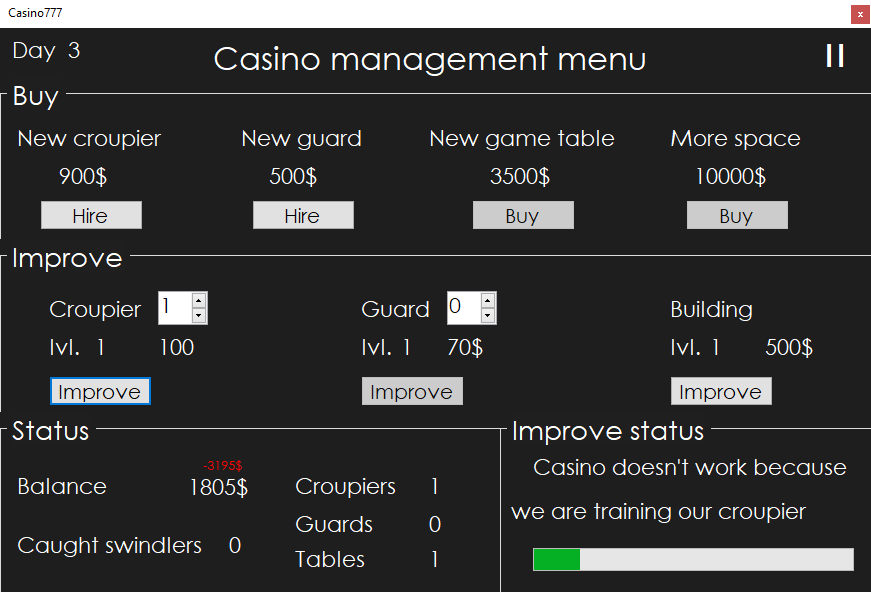 Casino777
x
Day 3
Casino management menu
Buy
New croupier New guard New game table More space
900$ 500$ 3500$ 10000$
Hire Hire Buy Buy
Improve
Croupier 1 Guard 0 Building
lvl. 1 100 lvl. 1 70$ lvl. 1 500$
Improve Improve Improve
Status
-3195$
Balance 1805$
Caught swindlers 0
Croupiers 1
Guards 0
Tables 1
Improve status
Casino doesn't work because
we are training our croupier